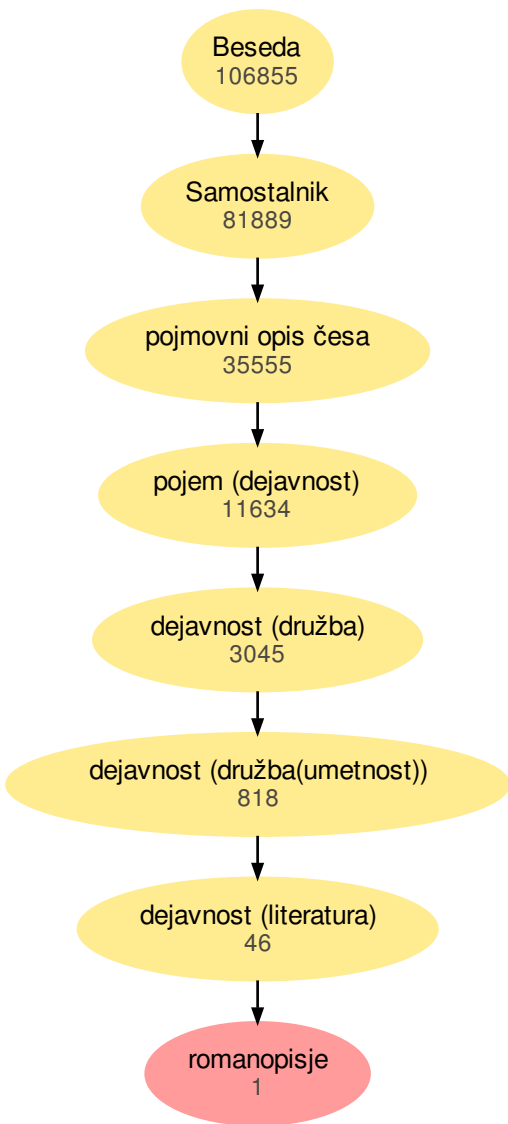 Beseda
106855
Samostalnik
81889
pojmovni opis česa
35555
pojem (dejavnost)
11634
dejavnost (družba)
3045
dejavnost (družba(umetnost))
818
dejavnost (literatura)
46
romanopisje
1